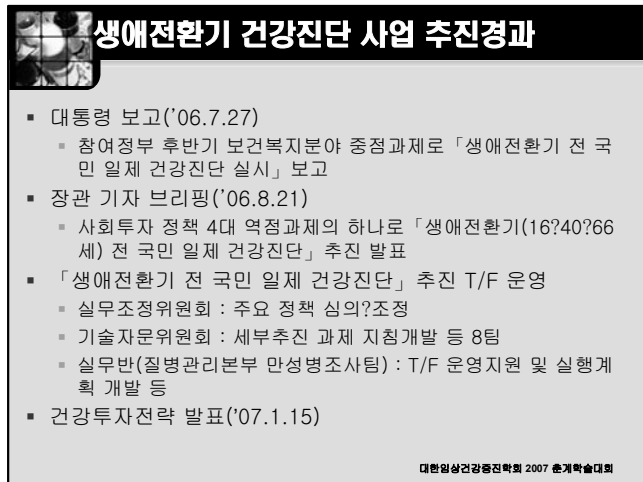 생애전환기 건강진단 사업 추진경과
▪ 대통령 보고('06.7.27)
▪ 참여정부 후반기 보건복지분야 중점과제로「생애전환기 전 국
민 일제 건강진단 실시」보고
▪ 장관 기자 브리핑('06.8.21)
▪ 사회투자 정책 4대 역점과제의 하나로「생애전환기(16?40?66
세) 전 국민 일제 건강진단」추진 발표
▪ 「생애전환기 전 국민 일제 건강진단」추진 T/F 운영
▪ 실무조정위원회 : 주요 정책 심의?조정
▪ 기술자문위원회 : 세부추진 과제 지침개발 등 8팀
▪ 실무반(질병관리본부 만성병조사팀) : T/F 운영지원 및 실행계
획 개발 등
▪ 건강투자전략 발표('07.1.15)
대한임상건강증진학회 2007 춘계학술대회